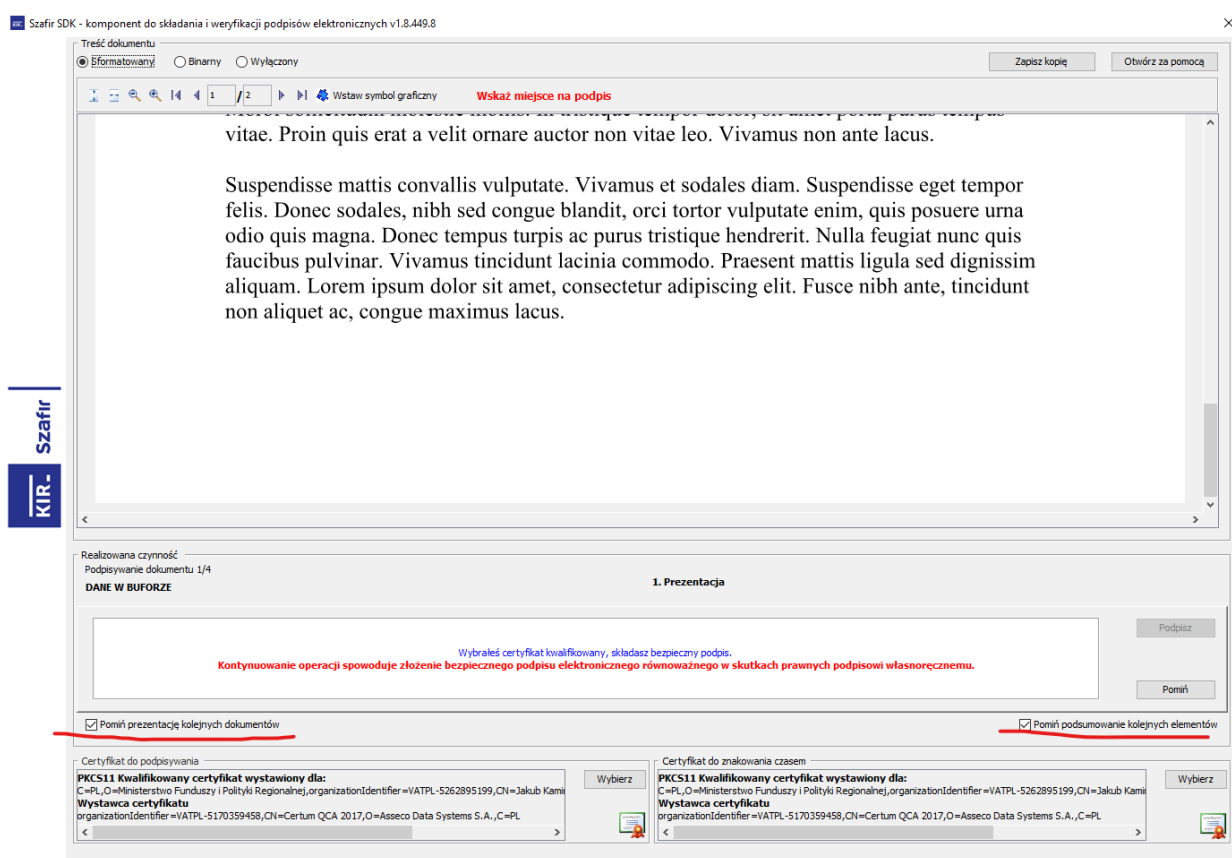 Szafir SDK - komponent do składania i weryfikacji podpisów elektronicznych v1.8.449.8
Treść dokumentu
Sformatowany Binarny Wyłączony Zapisz kopię Otwórz za pomocą
1 / 2 Wstaw symbol graficzny Wskaż miejsce na podpis
vitae. Proin quis erat a velit ornare auctor non vitae leo. Vivamus non ante lacus.
Suspendisse mattis convallis vulputate. Vivamus et sodales diam. Suspendisse eget tempor
felis. Donec sodales, nibh sed congue blandit, orci tortor vulputate enim, quis posuere urna
odio quis magna. Donec tempus turpis ac purus tristique hendrerit. Nulla feugiat nunc quis
faucibus pulvinar. Vivamus tincidunt lacinia commodo. Praesent mattis ligula sed dignissim
aliquam. Lorem ipsum dolor sit amet, consectetur adipiscing elit. Fusce nibh ante, tincidunt
non aliquet ac, congue maximus lacus.
KIR Szafir
Realizowana czynność
Podpisywanie dokumentu 1/4
DANE W BUFORZE
1. Prezentacja
Podpisz
Wybrałeś certyfikat kwalifikowany, składasz bezpieczny podpis.
Kontynuowanie operacji spowoduje złożenie bezpiecznego podpisu elektronicznego równoważnego w skutkach prawnych podpisowi własnoręcznemu.
Pomiń
Pomiń prezentację kolejnych dokumentów
Pomiń podsumowanie kolejnych elementów
Certyfikat do podpisywania
PKCS11 Kwalifikowany certyfikat wystawiony dla:
C=PL,O=Ministerstwo Funduszy i Polityki Regionalnej,organizationIdentifier=VATPL-5262895199,CN=Jakub Kami
Wystawca certyfikatu
organizationIdentifier=VATPL-5170359458,CN=Certum QCA 2017,O=Asseco Data Systems S.A.,C=PL
Wybierz
Certyfikat do znakowania czasem
PKCS11 Kwalifikowany certyfikat wystawiony dla:
C=PL,O=Ministerstwo Funduszy i Polityki Regionalnej,organizationIdentifier=VATPL-5262895199,CN=Jakub Kami
Wystawca certyfikatu
organizationIdentifier=VATPL-5170359458,CN=Certum QCA 2017,O=Asseco Data Systems S.A.,C=PL
Wybierz